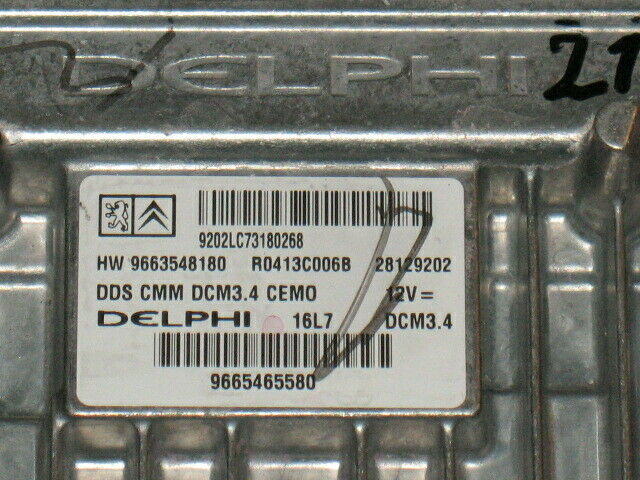 DELPHI 21
9202LC73180268
HW 9663548180 R0413C006B 28129202
DDS CMM DCM3.4 CEMO 12V =
DELPHI 16L7 DCM3.4
9665465580